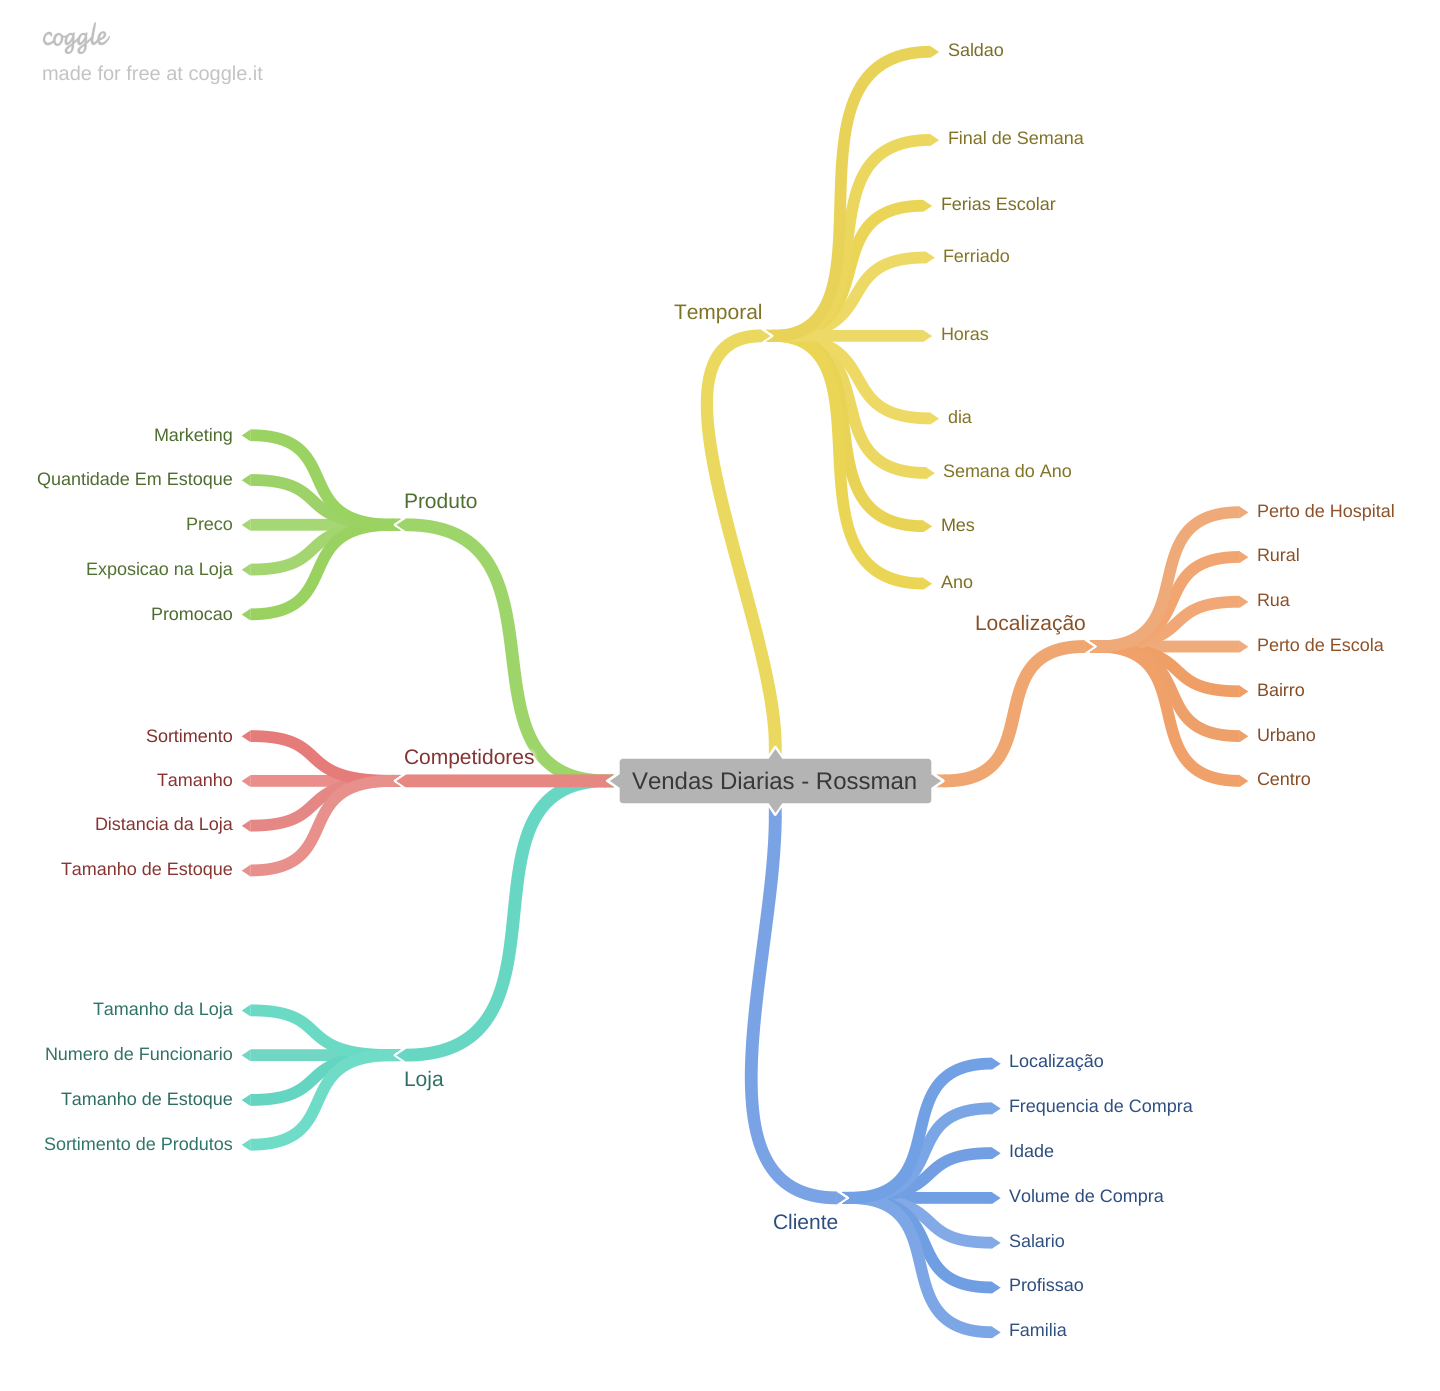 coggle
made for free at coggle.it
Saldao
Final de Semana
Ferias Escolar
Ferriado
Temporal
Horas
dia
Semana do Ano
Mes
Ano
Marketing
Quantidade Em Estoque
Produto
Preco
Exposicao na Loja
Promocao
Perto de Hospital
Rural
Rua
Localização
Perto de Escola
Bairro
Urbano
Centro
Sortimento
Competidores
Tamanho
Distancia da Loja
Tamanho de Estoque
Vendas Diarias - Rossman
Tamanho da Loja
Numero de Funcionario
Loja
Tamanho de Estoque
Sortimento de Produtos
Localização
Frequencia de Compra
Idade
Volume de Compra
Cliente
Salario
Profissao
Familia